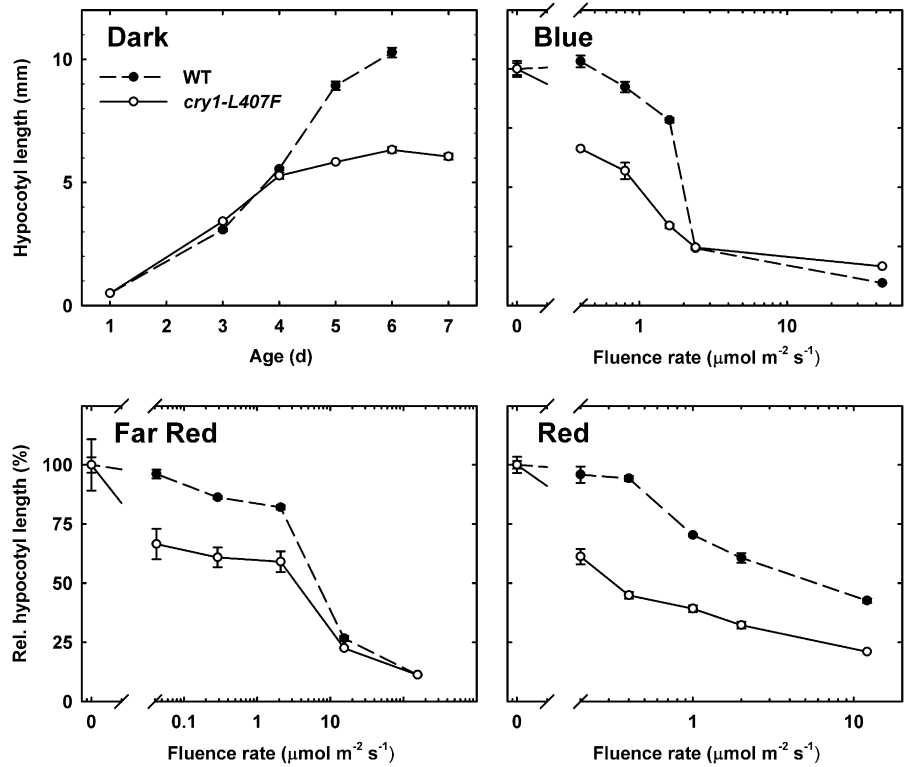 Dark
WT
cry1-L407F
Hypocotyl length (mm)
10
5
0
1 2 3 4 5 6 7
Age (d)
Blue
0 1 10
Fluence rate (μmol m⁻² s⁻¹)
Far Red
Rel. hypocotyl length (%)
100
75
50
25
0
0 0.1 1 10
Fluence rate (μmol m⁻² s⁻¹)
Red
0 1 10
Fluence rate (μmol m⁻² s⁻¹)